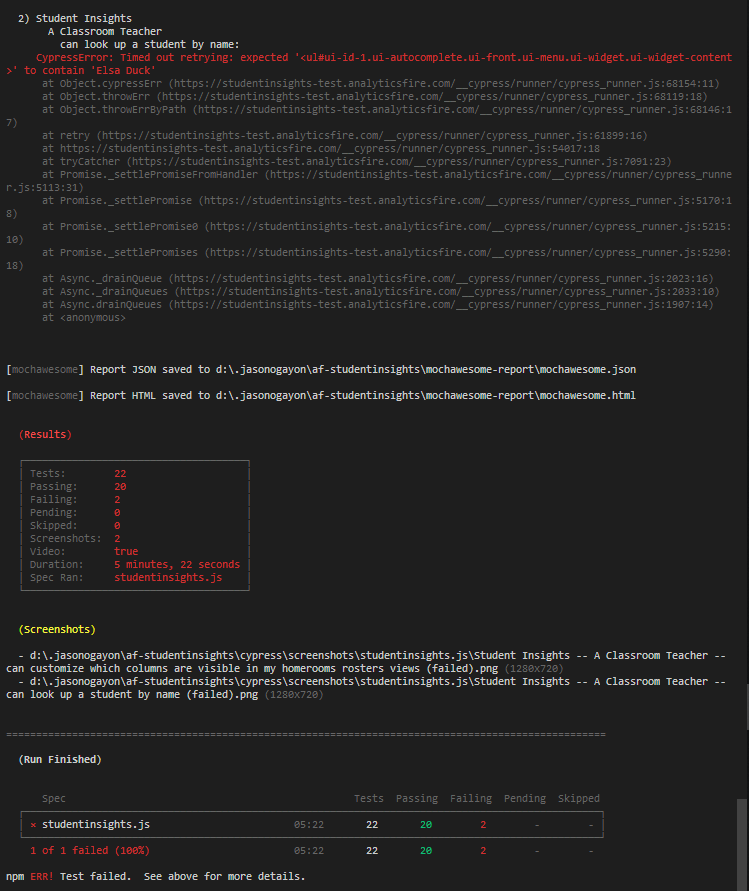 2) Student Insights
A Classroom Teacher
can look up a student by name:
CypressError: Timed out retrying: expected '<ul#ui-id-1.ui-autocomplete.ui-front.ui-menu.ui-widget.ui-widget-content
>' to contain 'Elsa Duck'
at Object.cypressErr (https://studentinsights-test.analyticsfire.com/__cypress/runner/cypress_runner.js:68154:11)
at Object.throwErr (https://studentinsights-test.analyticsfire.com/__cypress/runner/cypress_runner.js:68119:18)
at Object.throwErrByPath (https://studentinsights-test.analyticsfire.com/__cypress/runner/cypress_runner.js:68146:1
7)
at retry (https://studentinsights-test.analyticsfire.com/__cypress/runner/cypress_runner.js:61899:16)
at https://studentinsights-test.analyticsfire.com/__cypress/runner/cypress_runner.js:54017:18
at tryCatcher (https://studentinsights-test.analyticsfire.com/__cypress/runner/cypress_runner.js:7091:23)
at Promise._settlePromiseFromHandler (https://studentinsights-test.analyticsfire.com/__cypress/runner/cypress_runne
r.js:5113:31)
at Promise._settlePromise (https://studentinsights-test.analyticsfire.com/__cypress/runner/cypress_runner.js:5170:1
8)
at Promise._settlePromise0 (https://studentinsights-test.analyticsfire.com/__cypress/runner/cypress_runner.js:5215:
10)
at Promise._settlePromises (https://studentinsights-test.analyticsfire.com/__cypress/runner/cypress_runner.js:5290:
18)
at Async._drainQueue (https://studentinsights-test.analyticsfire.com/__cypress/runner/cypress_runner.js:2023:16)
at Async._drainQueues (https://studentinsights-test.analyticsfire.com/__cypress/runner/cypress_runner.js:2033:10)
at Async.drainQueues (https://studentinsights-test.analyticsfire.com/__cypress/runner/cypress_runner.js:1907:14)
at <anonymous>
[mochawesome] Report JSON saved to d:\.jasonogayon\af-studentinsights\mochawesome-report\mochawesome.json
[mochawesome] Report HTML saved to d:\.jasonogayon\af-studentinsights\mochawesome-report\mochawesome.html
(Results)
Tests: 22
Passing: 20
Failing: 2
Pending: 0
Skipped: 0
Screenshots: 2
Video: true
Duration: 5 minutes, 22 seconds
Spec Ran: studentinsights.js
(Screenshots)
- d:\.jasonogayon\af-studentinsights\cypress\screenshots\studentinsights.js\Student Insights -- A Classroom Teacher --
can customize which columns are visible in my homerooms rosters views (failed).png (1280x720)
- d:\.jasonogayon\af-studentinsights\cypress\screenshots\studentinsights.js\Student Insights -- A Classroom Teacher --
can look up a student by name (failed).png (1280x720)
====================================================================================================
(Run Finished)
Spec Tests Passing Failing Pending Skipped
× studentinsights.js 05:22 22 20 2 - -
1 of 1 failed (100%) 05:22 22 20 2 - -
npm ERR! Test failed. See above for more details.